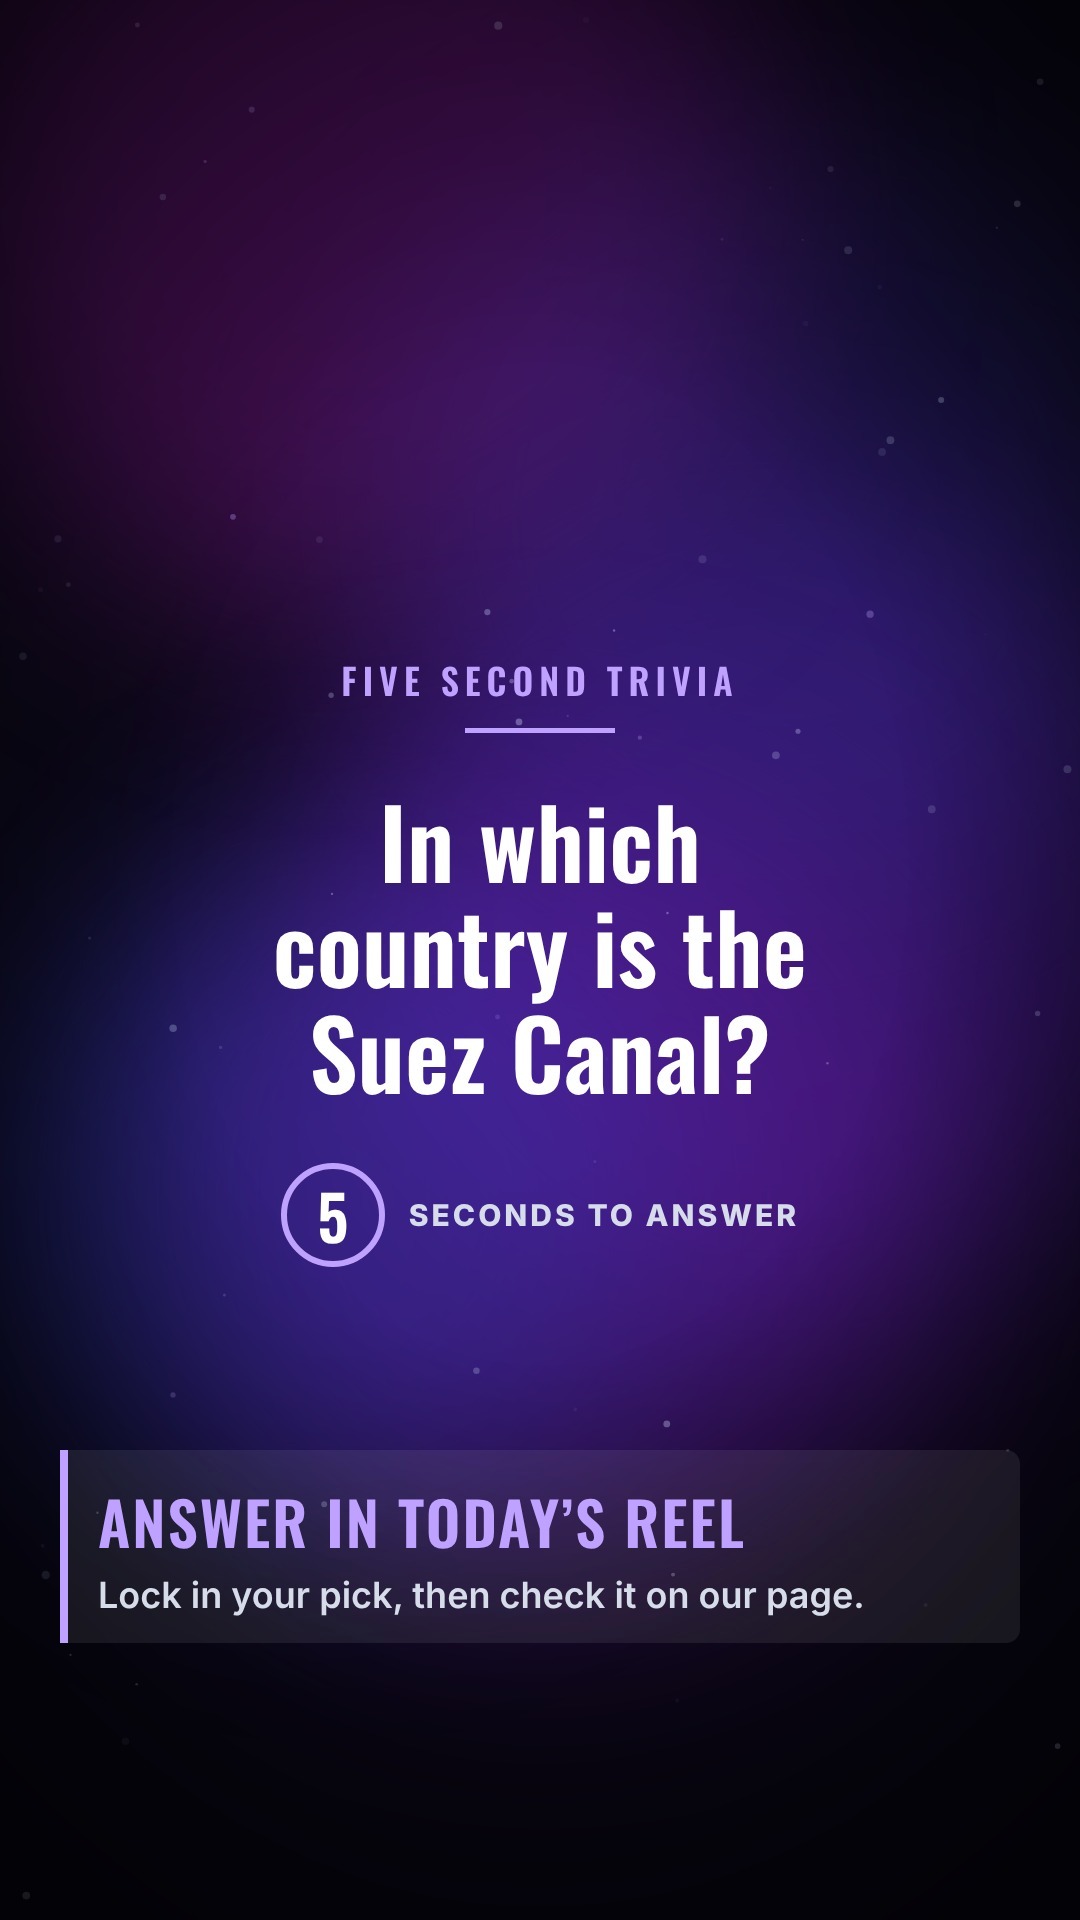 FIVE SECOND TRIVIA
In which
country is the
Suez Canal?
5 SECONDS TO ANSWER
ANSWER IN TODAY’S REEL
Lock in your pick, then check it on our page.